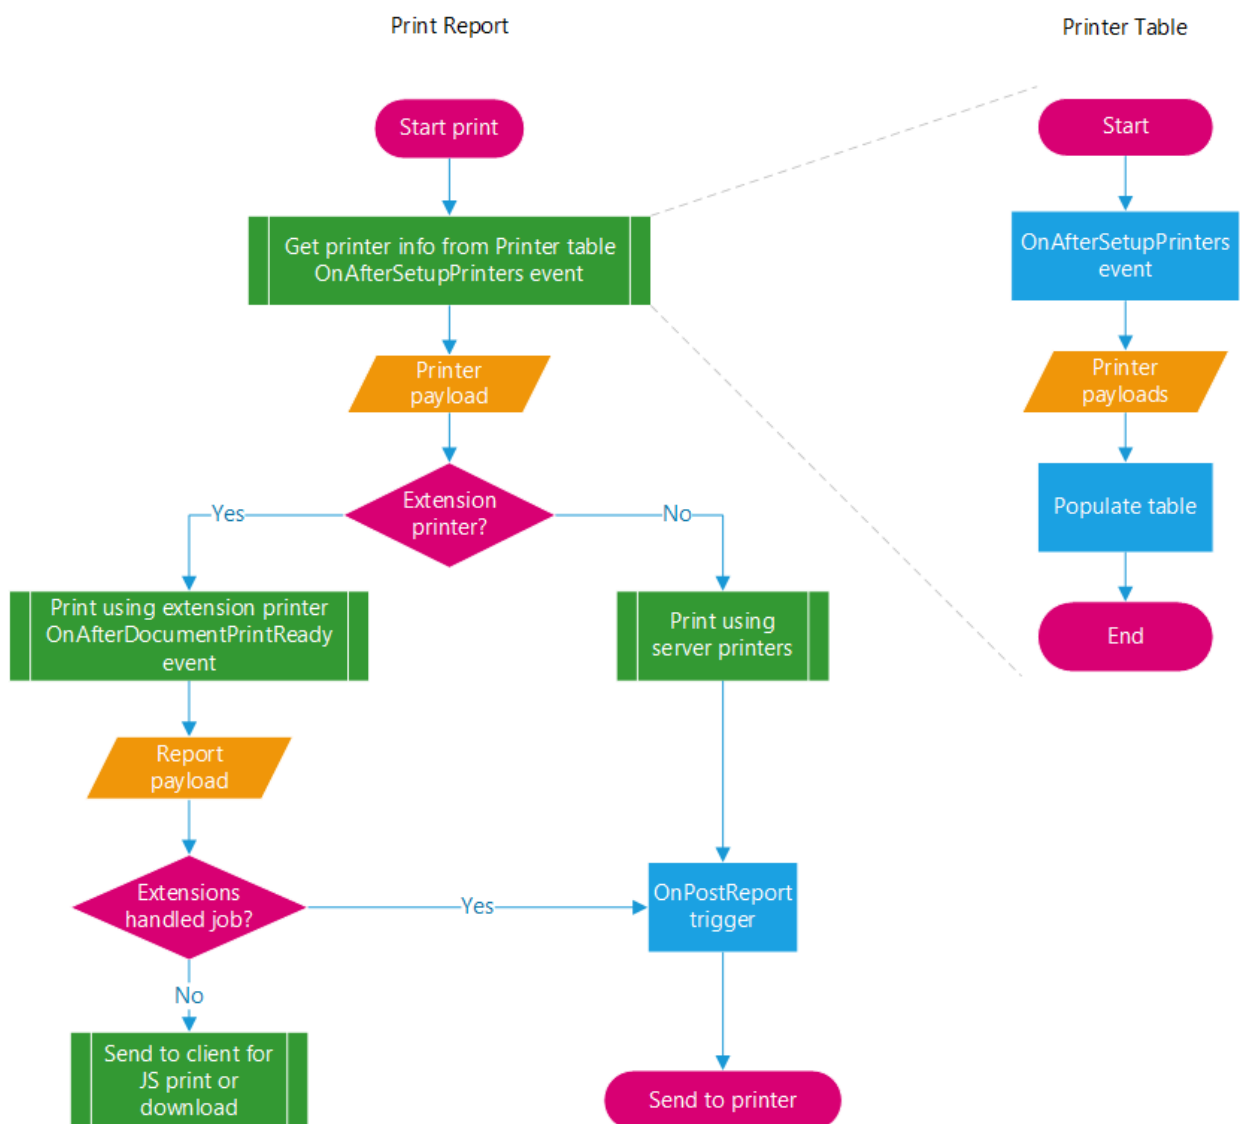 Print Report
Printer Table
Start print
Start
Get printer info from Printer table
OnAfterSetupPrinters event
OnAfterSetupPrinters
event
Printer
payload
Printer
payloads
Extension
printer?
Yes
No
Populate table
Print using extension printer
OnAfterDocumentPrintReady
event
Print using
server printers
End
Report
payload
Extensions
handled job?
Yes
OnPostReport
trigger
No
Send to client for
JS print or
download
Send to printer